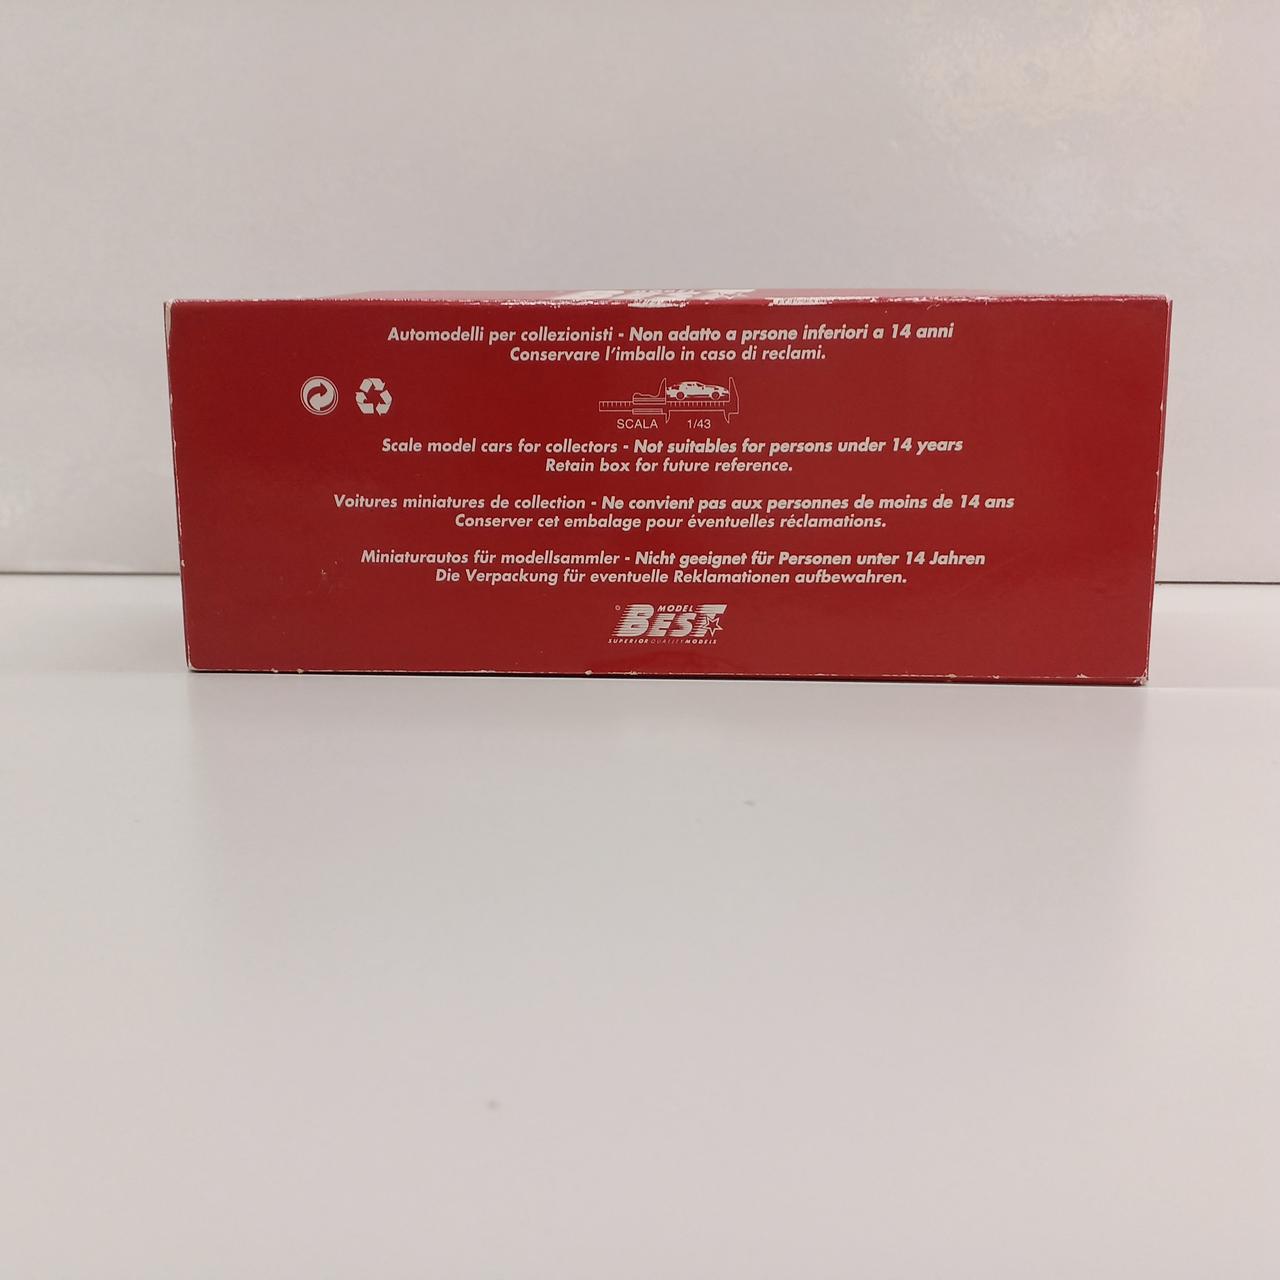 Automodelli per collezionisti - Non adatto a prsone inferiori a 14 anni
Conservare l'imballo in caso di reclami.
SCALA 1/43
Scale model cars for collectors - Not suitables for persons under 14 years
Retain box for future reference.
Voitures miniatures de collection - Ne convient pas aux personnes de moins de 14 ans
Conserver cet embalage pour éventuelles réclamations.
Miniaturautos für modellsammler - Nicht geeignet für Personen unter 14 Jahren
Die Verpackung für eventuelle Reklamationen aufbewahren.
MODEL
BEST
SUPERIOR QUALITY MODELS